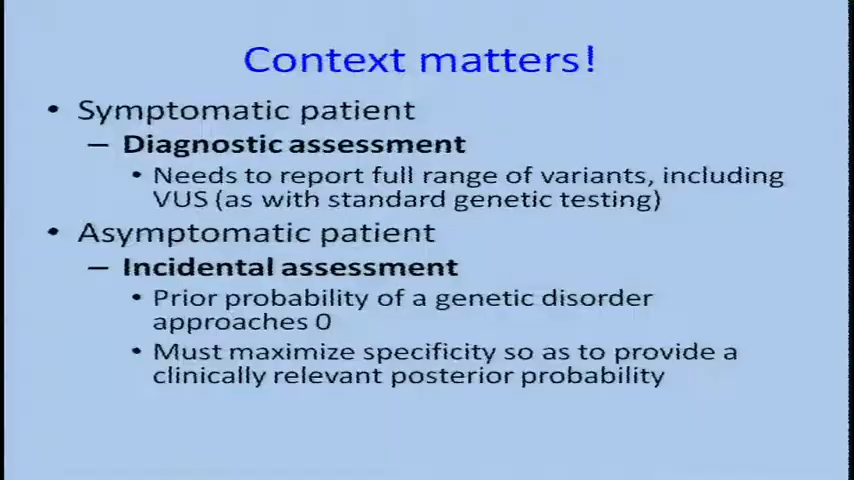 Context matters!
• Symptomatic patient
– Diagnostic assessment
• Needs to report full range of variants, including
VUS (as with standard genetic testing)
• Asymptomatic patient
– Incidental assessment
• Prior probability of a genetic disorder
approaches 0
• Must maximize specificity so as to provide a
clinically relevant posterior probability